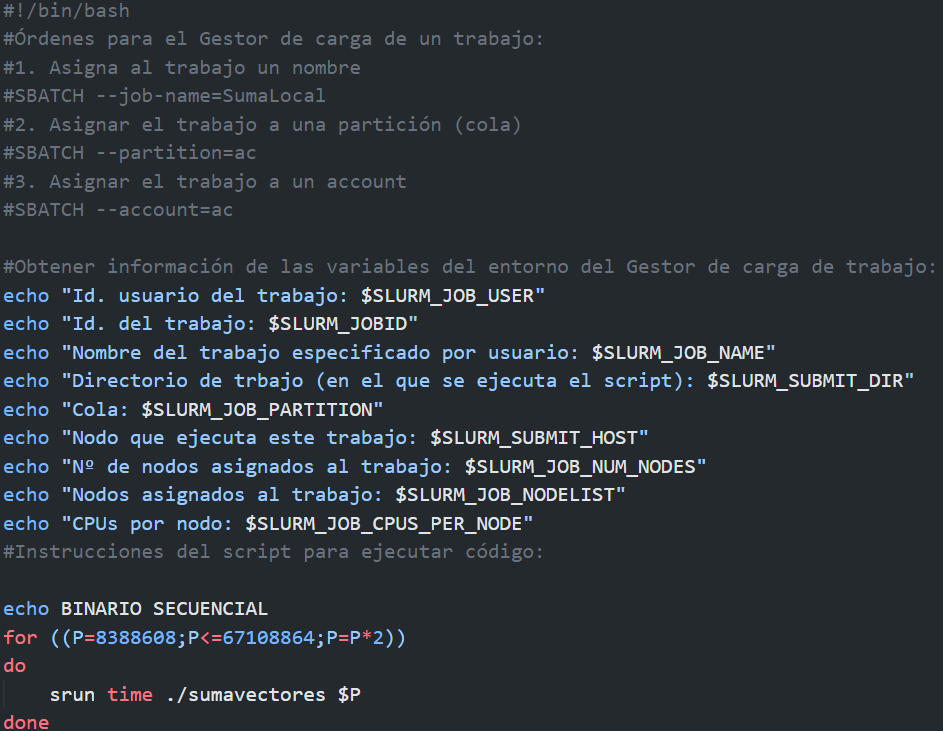 #!/bin/bash
#Órdenes para el Gestor de carga de un trabajo:
#1. Asigna al trabajo un nombre
#SBATCH --job-name=SumaLocal
#2. Asignar el trabajo a una partición (cola)
#SBATCH --partition=ac
#3. Asignar el trabajo a un account
#SBATCH --account=ac

#Obtener información de las variables del entorno del Gestor de carga de trabajo:
echo "Id. usuario del trabajo: $SLURM_JOB_USER"
echo "Id. del trabajo: $SLURM_JOBID"
echo "Nombre del trabajo especificado por usuario: $SLURM_JOB_NAME"
echo "Directorio de trbajo (en el que se ejecuta el script): $SLURM_SUBMIT_DIR"
echo "Cola: $SLURM_JOB_PARTITION"
echo "Nodo que ejecuta este trabajo: $SLURM_SUBMIT_HOST"
echo "Nº de nodos asignados al trabajo: $SLURM_JOB_NUM_NODES"
echo "Nodos asignados al trabajo: $SLURM_JOB_NODELIST"
echo "CPUs por nodo: $SLURM_JOB_CPUS_PER_NODE"
#Instrucciones del script para ejecutar código:

echo BINARIO SECUENCIAL
for ((P=8388608;P<=67108864;P=P*2))
do
    srun time ./sumavectores $P
done